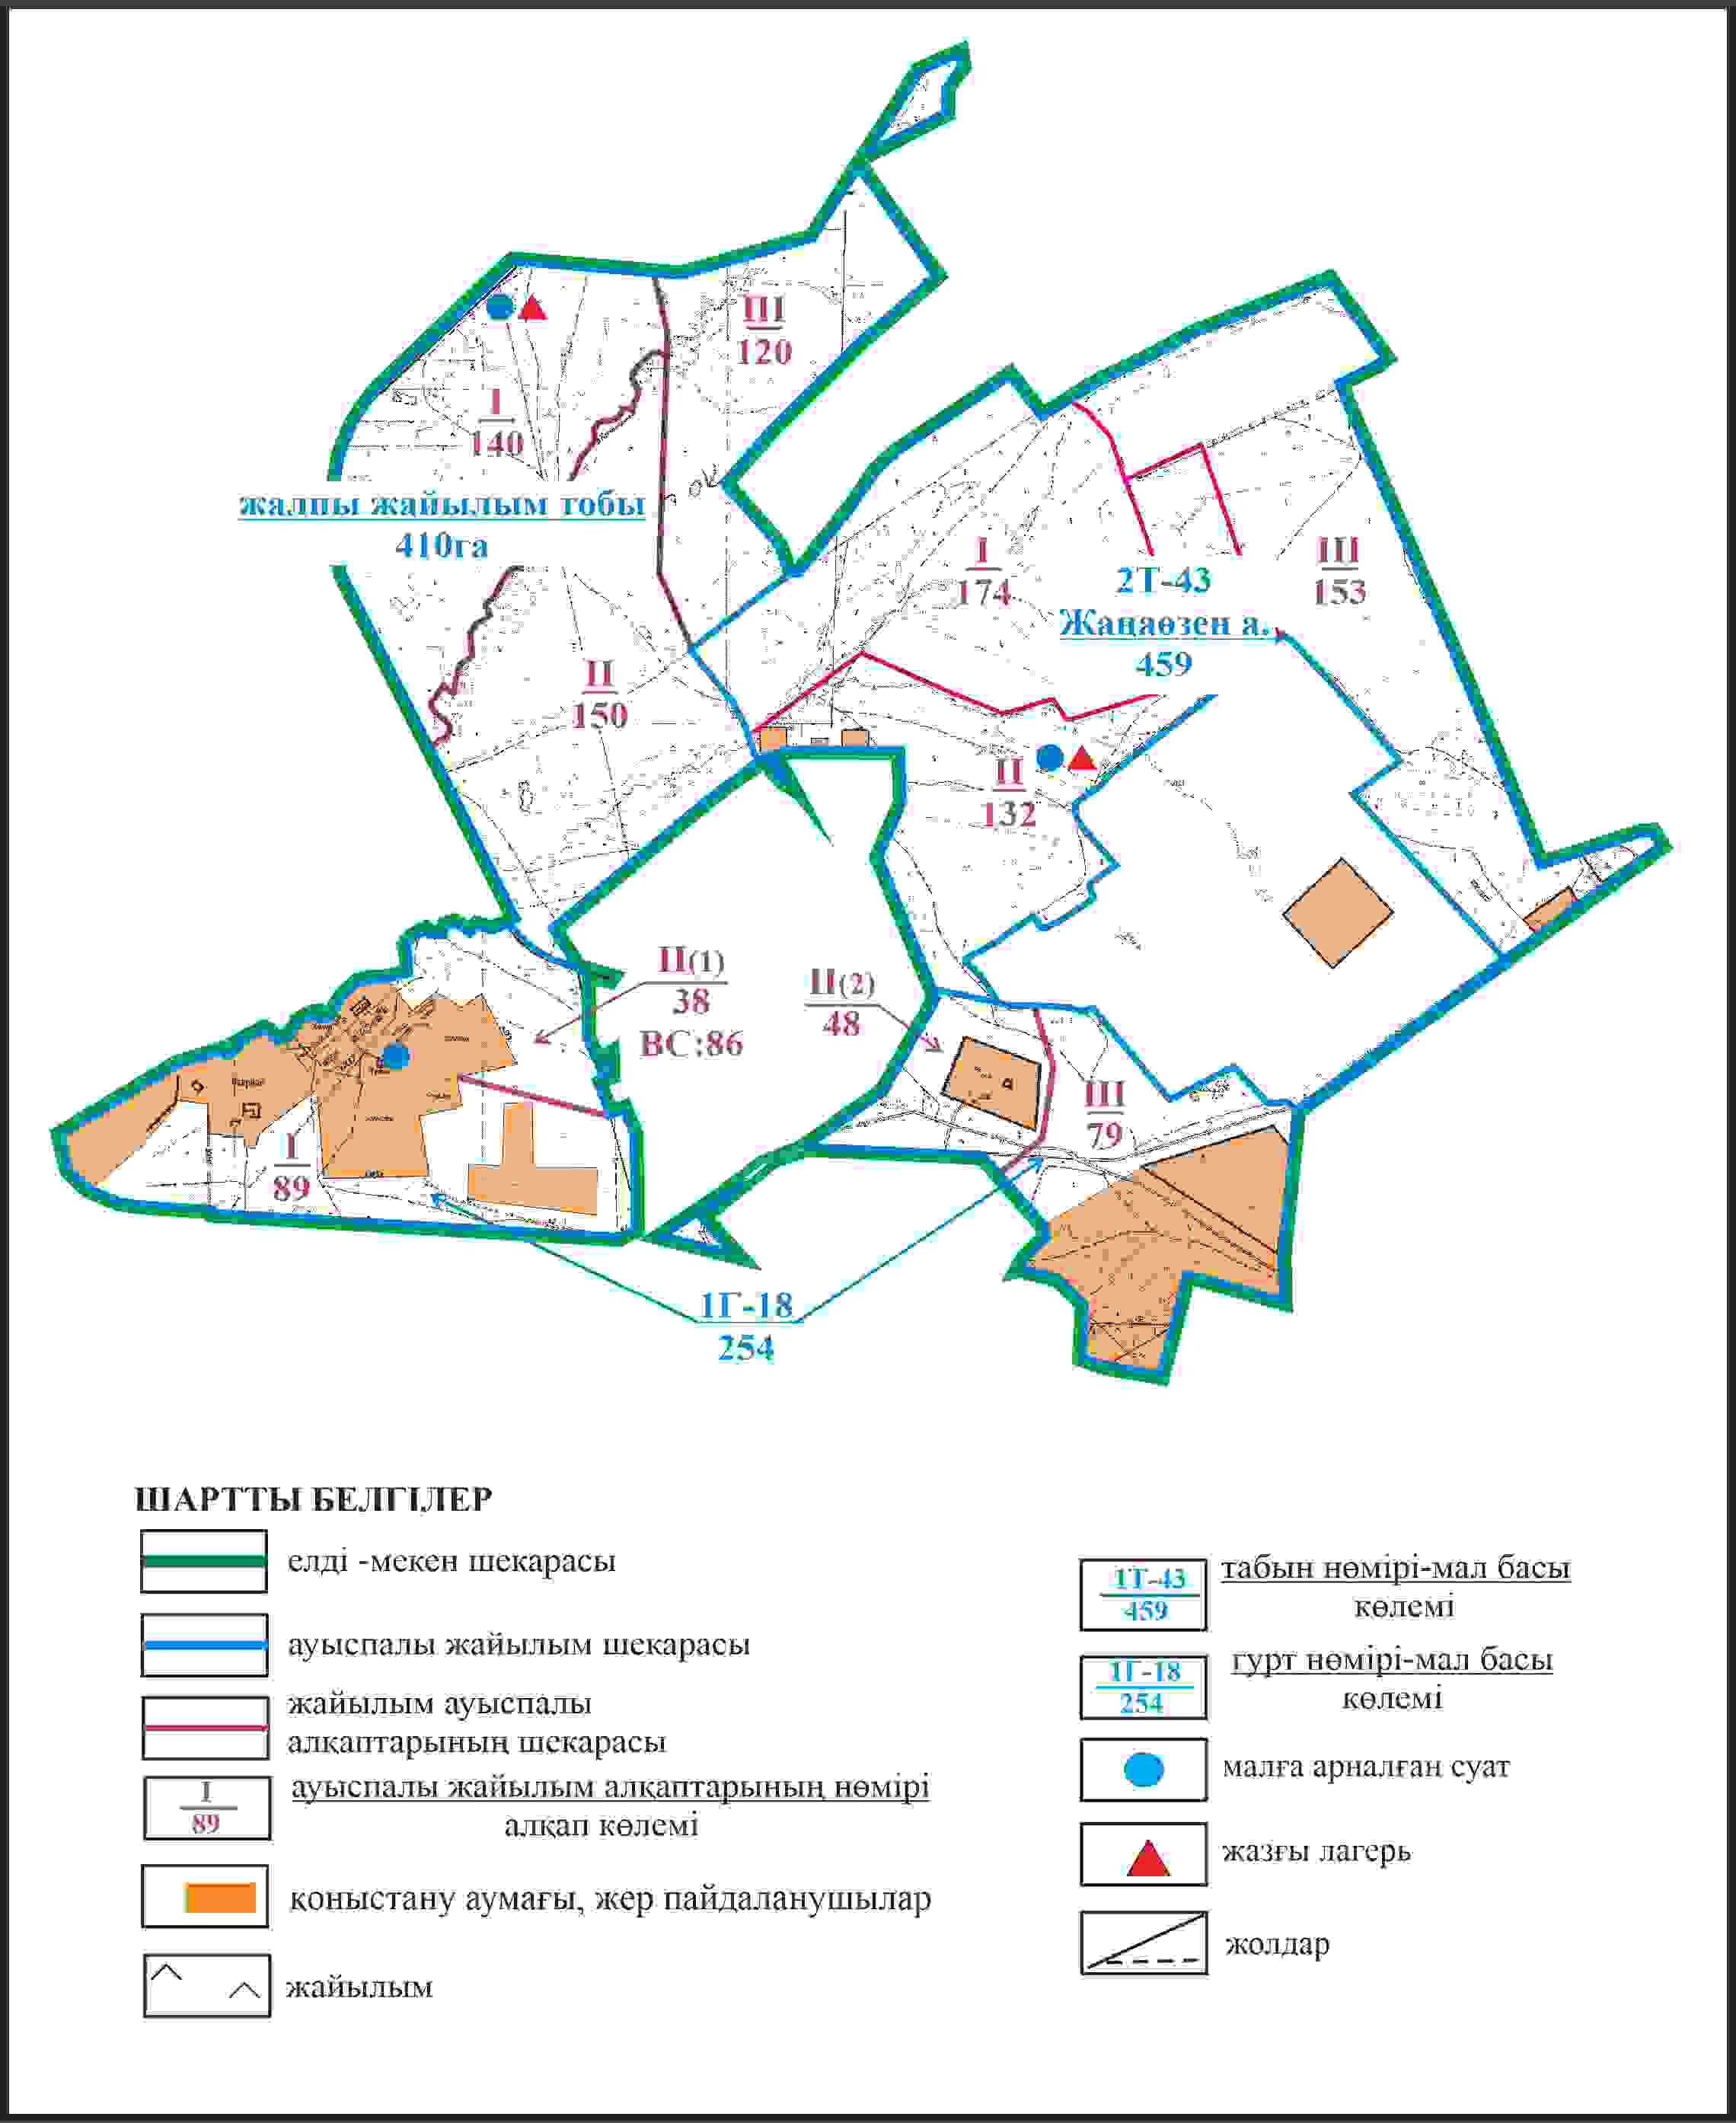 III
120
I
140
жалпы жайылым тобы
410га
I
174
III
153
2Т-43
Жаңаөзен а.
459
II
150
II
132
II(1)
38
ВС:86
II(2)
48
III
79
I
89
1Г-18
254
ШАРТТЫ БЕЛГІЛЕР
елді -мекен шекарасы
ауыспалы жайылым шекарасы
жайылым ауыспалы
алқаптарының шекарасы
I
89
ауыспалы жайылым алқаптарының нөмірі
алқап көлемі
қоныстану аумағы, жер пайдаланушылар
жайылым
1Т-43
459
табын нөмірі-мал басы
көлемі
1Г-18
254
гурт нөмірі-мал басы
көлемі
малға арналған суат
жазғы лагерь
жолдар